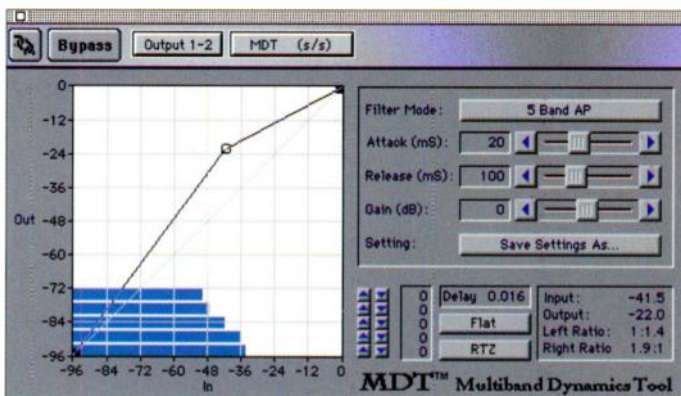 Bypass
Output 1-2
MDT (s/s)
0
-12
-24
-36
Out -48
-60
-72
-84
-96
-96 -84 -72 -60 -48 -36 -24 -12 0
In
Filter Mode: 5 Band AP
Attack (mS): 20
Release (mS): 100
Gain (dB): 0
Setting: Save Settings As...
0
0
0
0
0
Delay 0.016
Flat
RTZ
Input: -41.5
Output: -22.0
Left Ratio: 1:1.4
Right Ratio 1.9:1
MDT™ Multiband Dynamics Tool